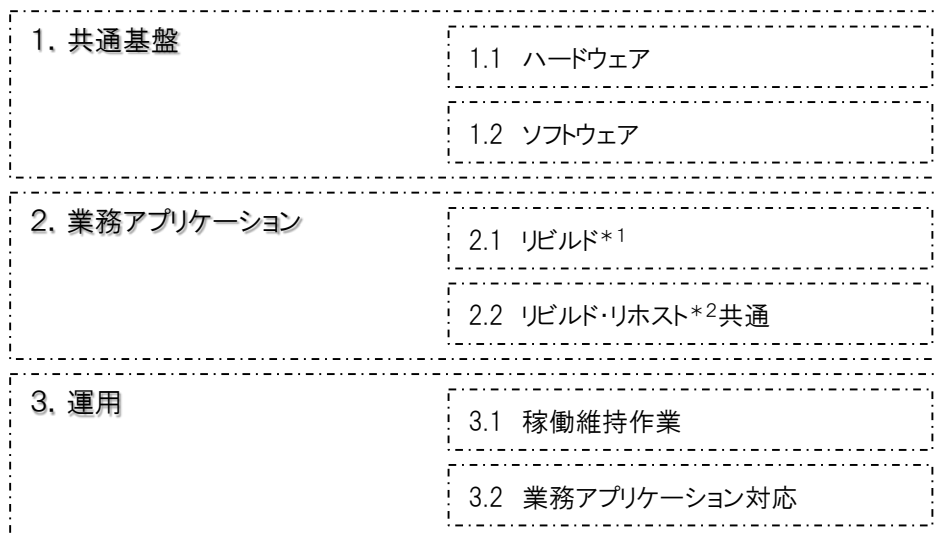 1. 共通基盤
1.1 ハードウェア
1.2 ソフトウェア
2. 業務アプリケーション
2.1 リビルド*1
2.2 リビルド・リホスト*2共通
3. 運用
3.1 稼働維持作業
3.2 業務アプリケーション対応